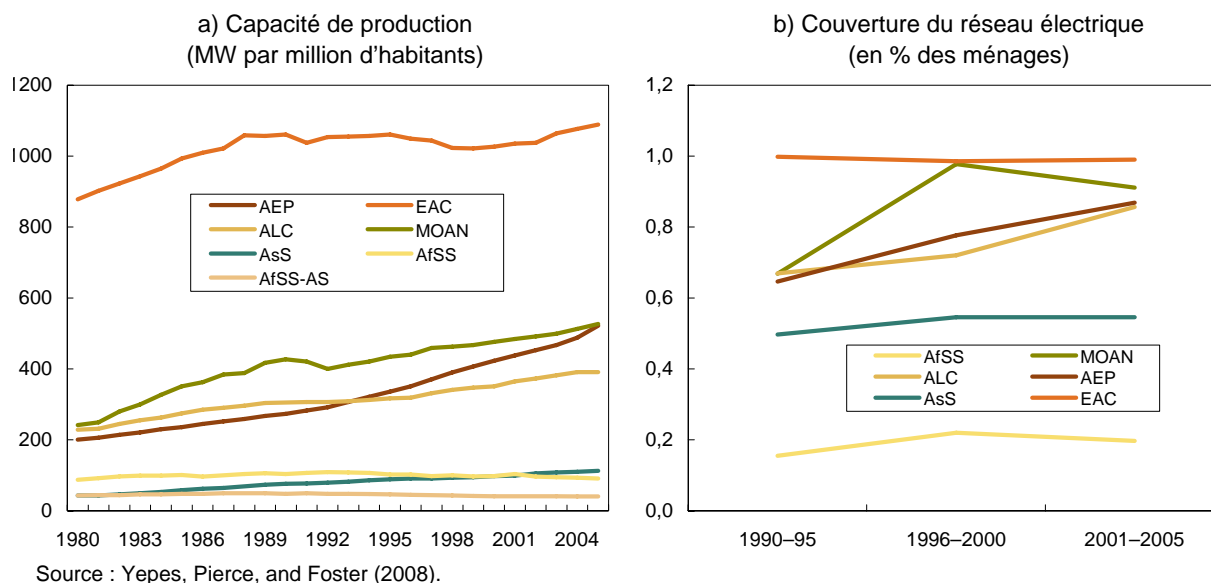 a) Capacité de production
(MW par million d'habitants)
1200
1000
800
600
400
200
0
AEP EAC
ALC MOAN
AsS AfSS
AfSS-AS
1980 1983 1986 1989 1992 1995 1998 2001 2004
b) Couverture du réseau électrique
(en % des ménages)
1,2
1,0
0,8
0,6
0,4
0,2
0,0
AfSS MOAN
ALC AEP
AsS EAC
1990–95 1996–2000 2001–2005
Source : Yepes, Pierce, and Foster (2008).